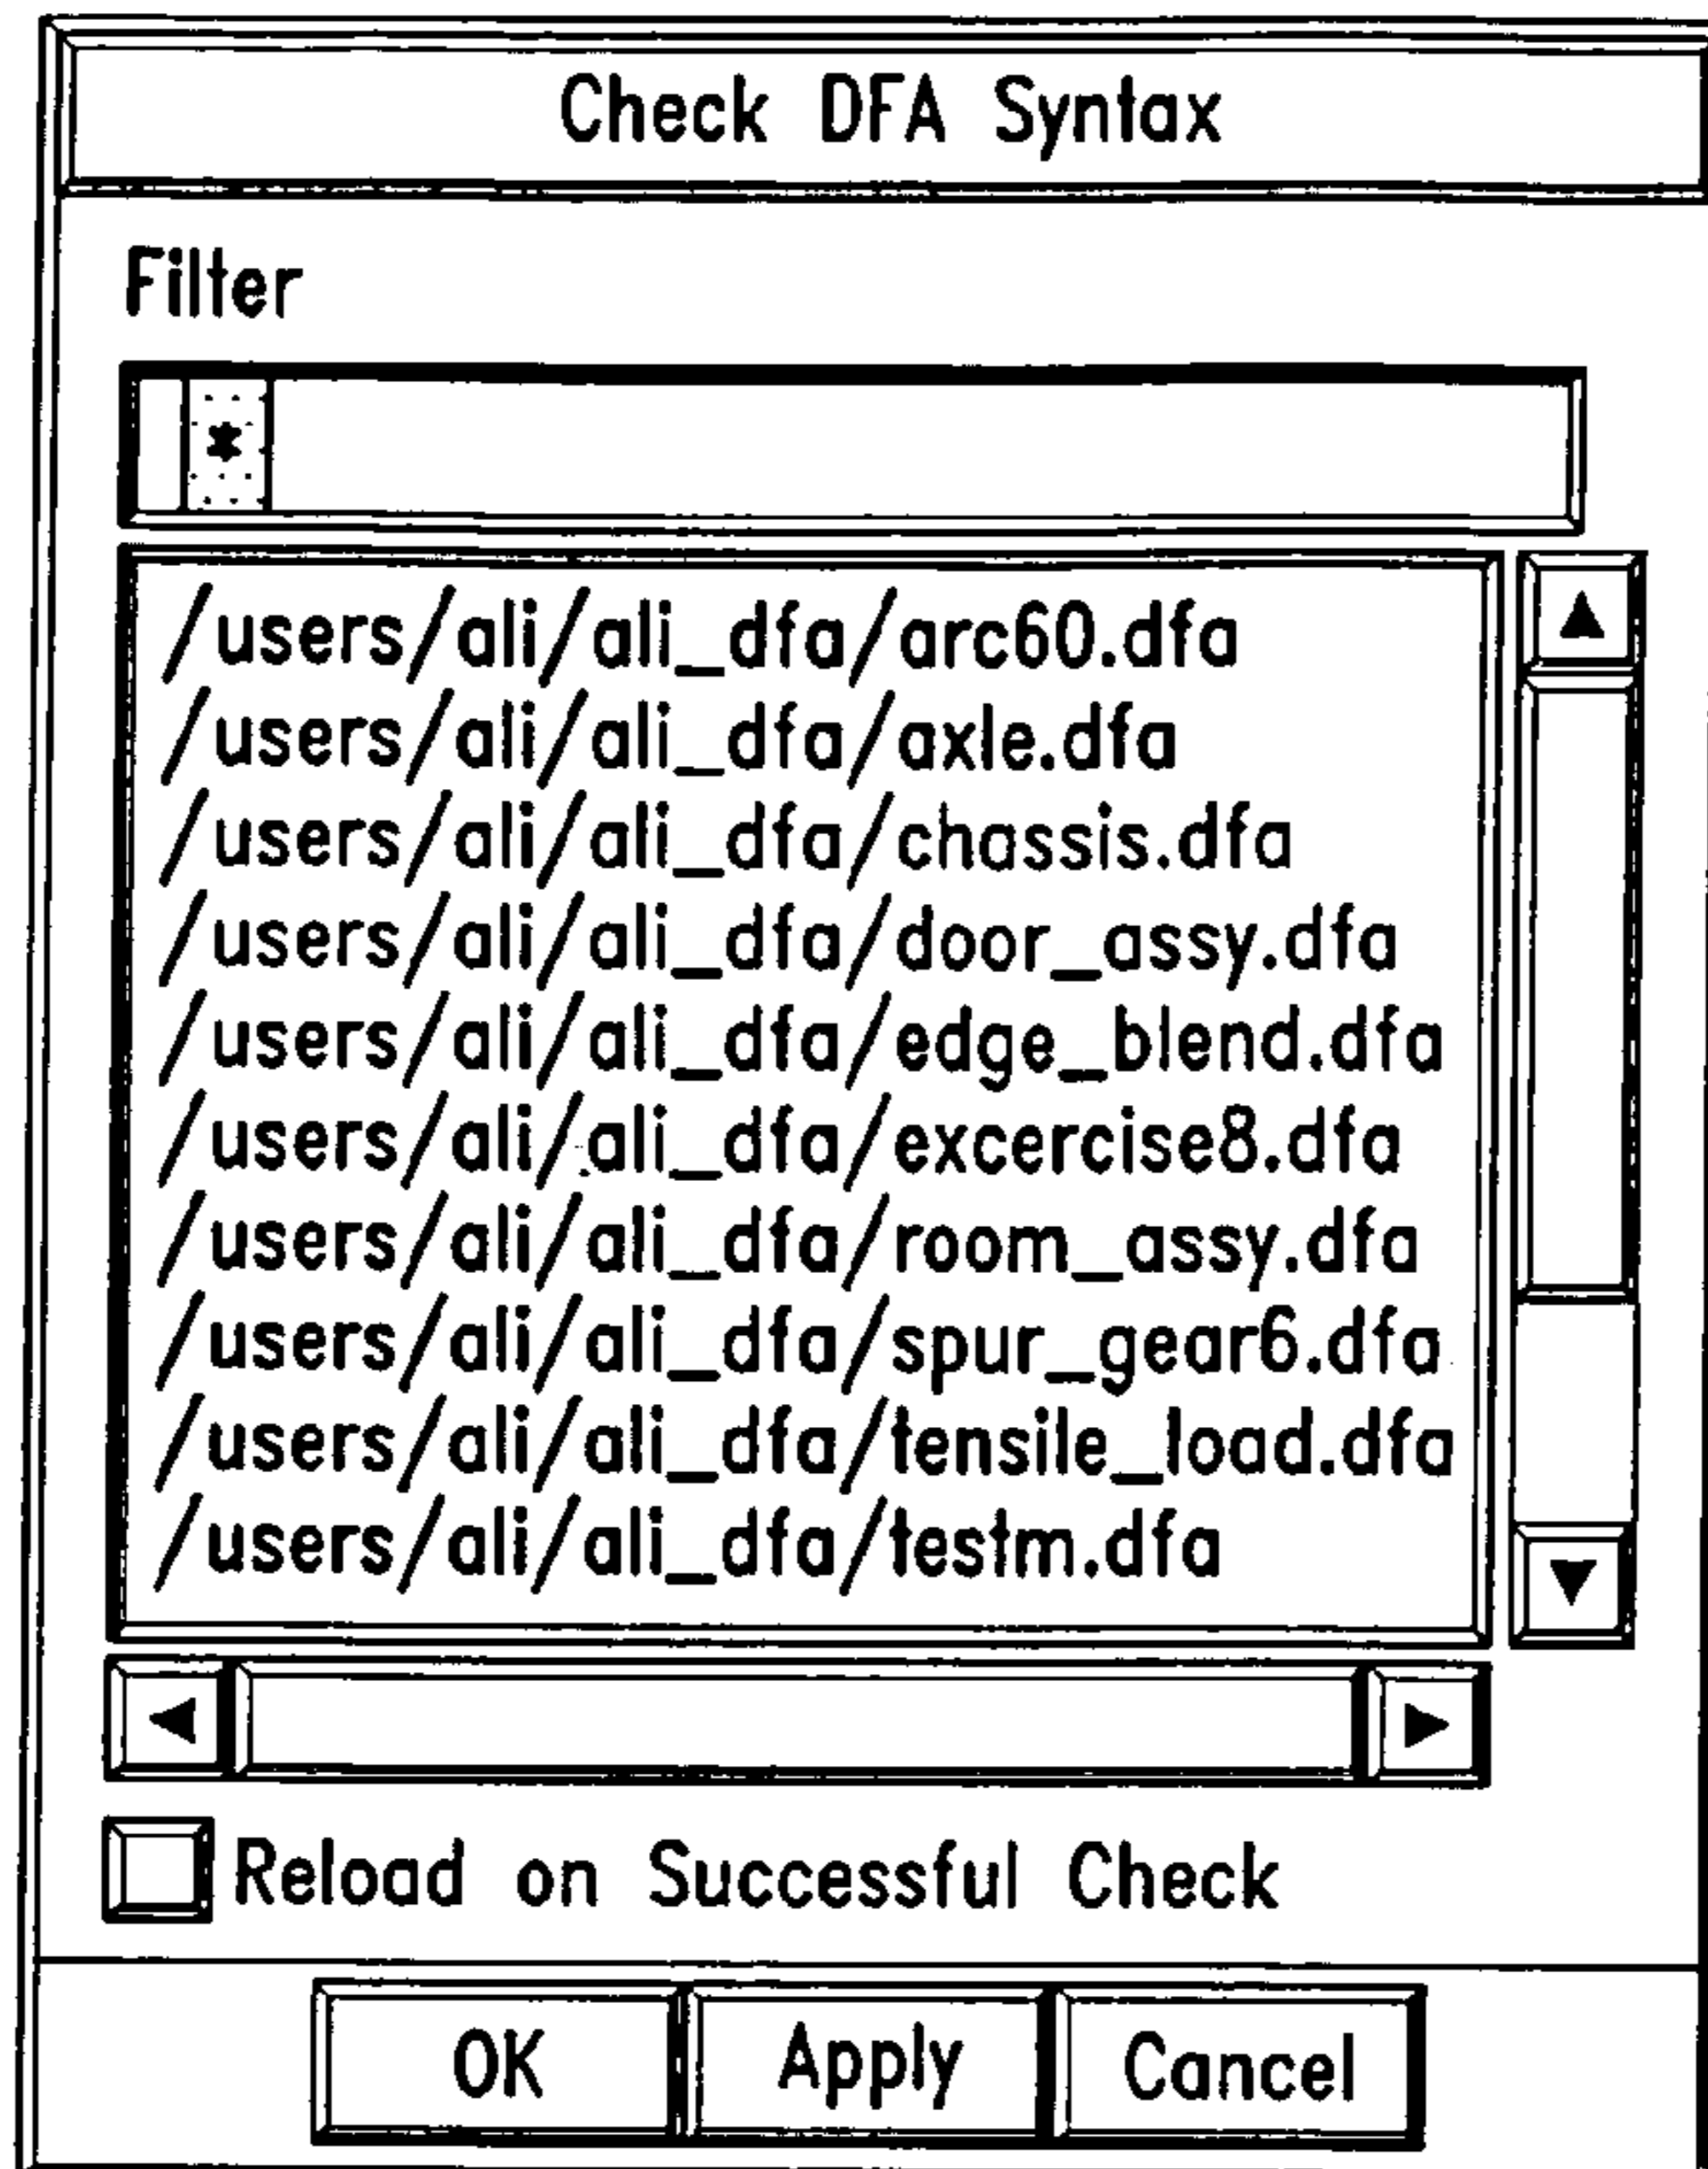 Check DFA Syntax
Filter
*
/users/ali/ali_dfa/arc60.dfa
/users/ali/ali_dfa/axle.dfa
/users/ali/ali_dfa/chassis.dfa
/users/ali/ali_dfa/door_assy.dfa
/users/ali/ali_dfa/edge_blend.dfa
/users/ali/ali_dfa/excercise8.dfa
/users/ali/ali_dfa/room_assy.dfa
/users/ali/ali_dfa/spur_gear6.dfa
/users/ali/ali_dfa/tensile_load.dfa
/users/ali/ali_dfa/testm.dfa
Reload on Successful Check
OK Apply Cancel